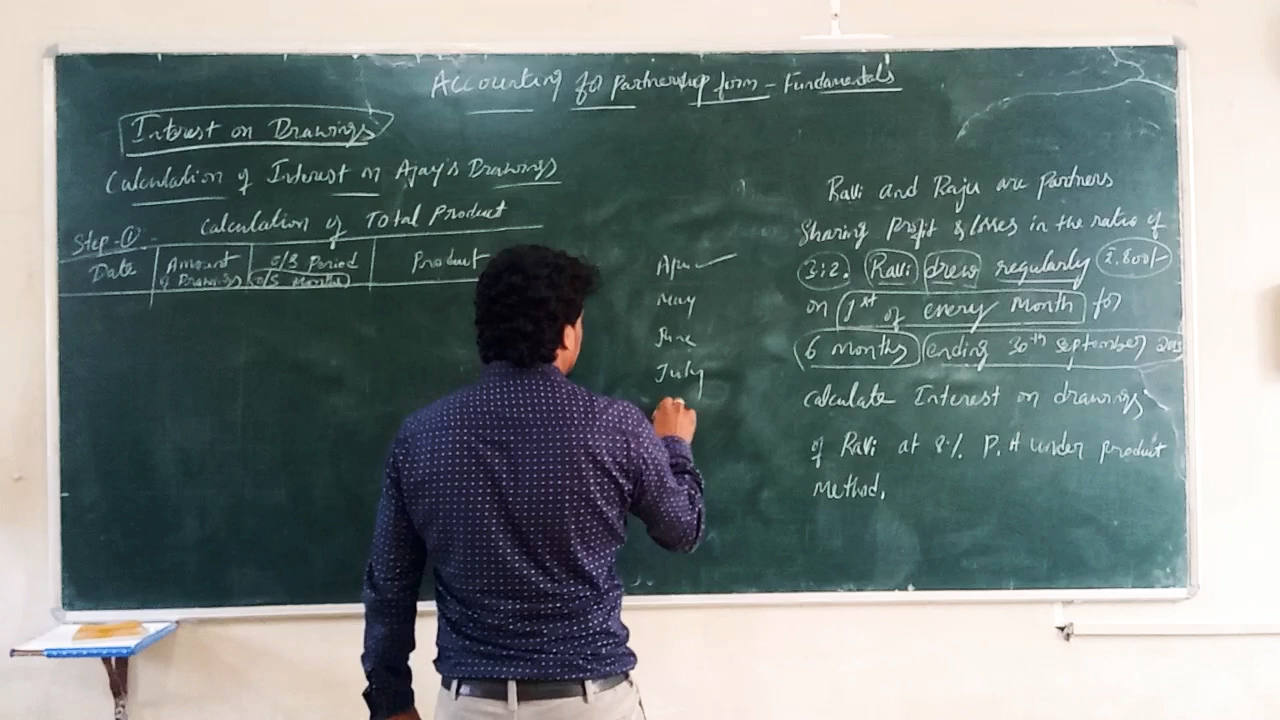 Accounting of Partnership form - Fundamentals
Interest on Drawings
Calculation of Interest on Ajay's Drawings
Step-① Calculation of Total Product
Date Amount of Drawings O/S Period O/S Months Product
April
May
June
July
Ravi and Raju are Partners
Sharing Profit & losses in the ratio of
3:2. Ravi drew regularly ₹.800/-
on 1st of every Month for
6 months ending 30th September
calculate Interest on drawings
of Ravi at 8% P.A under product
Method.